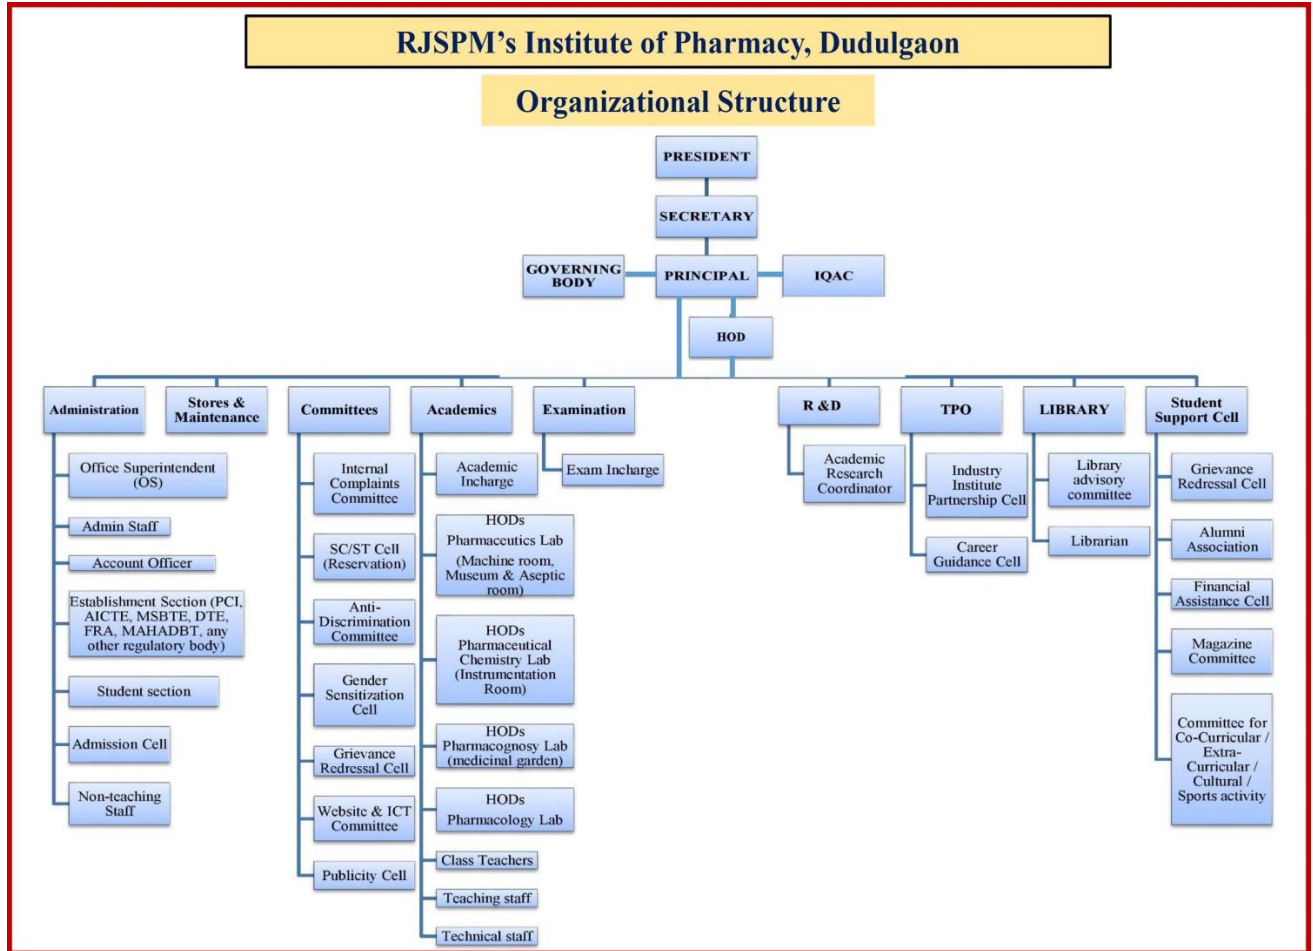 RJSPM’s Institute of Pharmacy, Dudulgaon
Organizational Structure
PRESIDENT
SECRETARY
GOVERNING
BODY
PRINCIPAL
IQAC
HOD
Administration
Stores &
Maintenance
Committees
Academics
Examination
R &D
TPO
LIBRARY
Student
Support Cell
Office Superintendent
(OS)
Admin Staff
Account Officer
Establishment Section (PCI,
AICTE, MSBTE, DTE,
FRA, MAHADBT, any
other regulatory body)
Student section
Admission Cell
Non-teaching
Staff
Internal
Complaints
Committee
SC/ST Cell
(Reservation)
Anti-
Discrimination
Committee
Gender
Sensitization
Cell
Grievance
Redressal Cell
Website & ICT
Committee
Publicity Cell
Academic
Incharge
HODs
Pharmaceutics Lab
(Machine room,
Museum & Aseptic
room)
HODs
Pharmaceutical
Chemistry Lab
(Instrumentation
Room)
HODs
Pharmacognosy Lab
(medicinal garden)
HODs
Pharmacology Lab
Class Teachers
Teaching staff
Technical staff
Exam Incharge
Academic
Research
Coordinator
Industry
Institute
Partnership Cell
Career
Guidance Cell
Library
advisory
committee
Librarian
Grievance
Redressal Cell
Alumni
Association
Financial
Assistance Cell
Magazine
Committee
Committee for
Co-Curricular /
Extra-
Curricular /
Cultural /
Sports activity